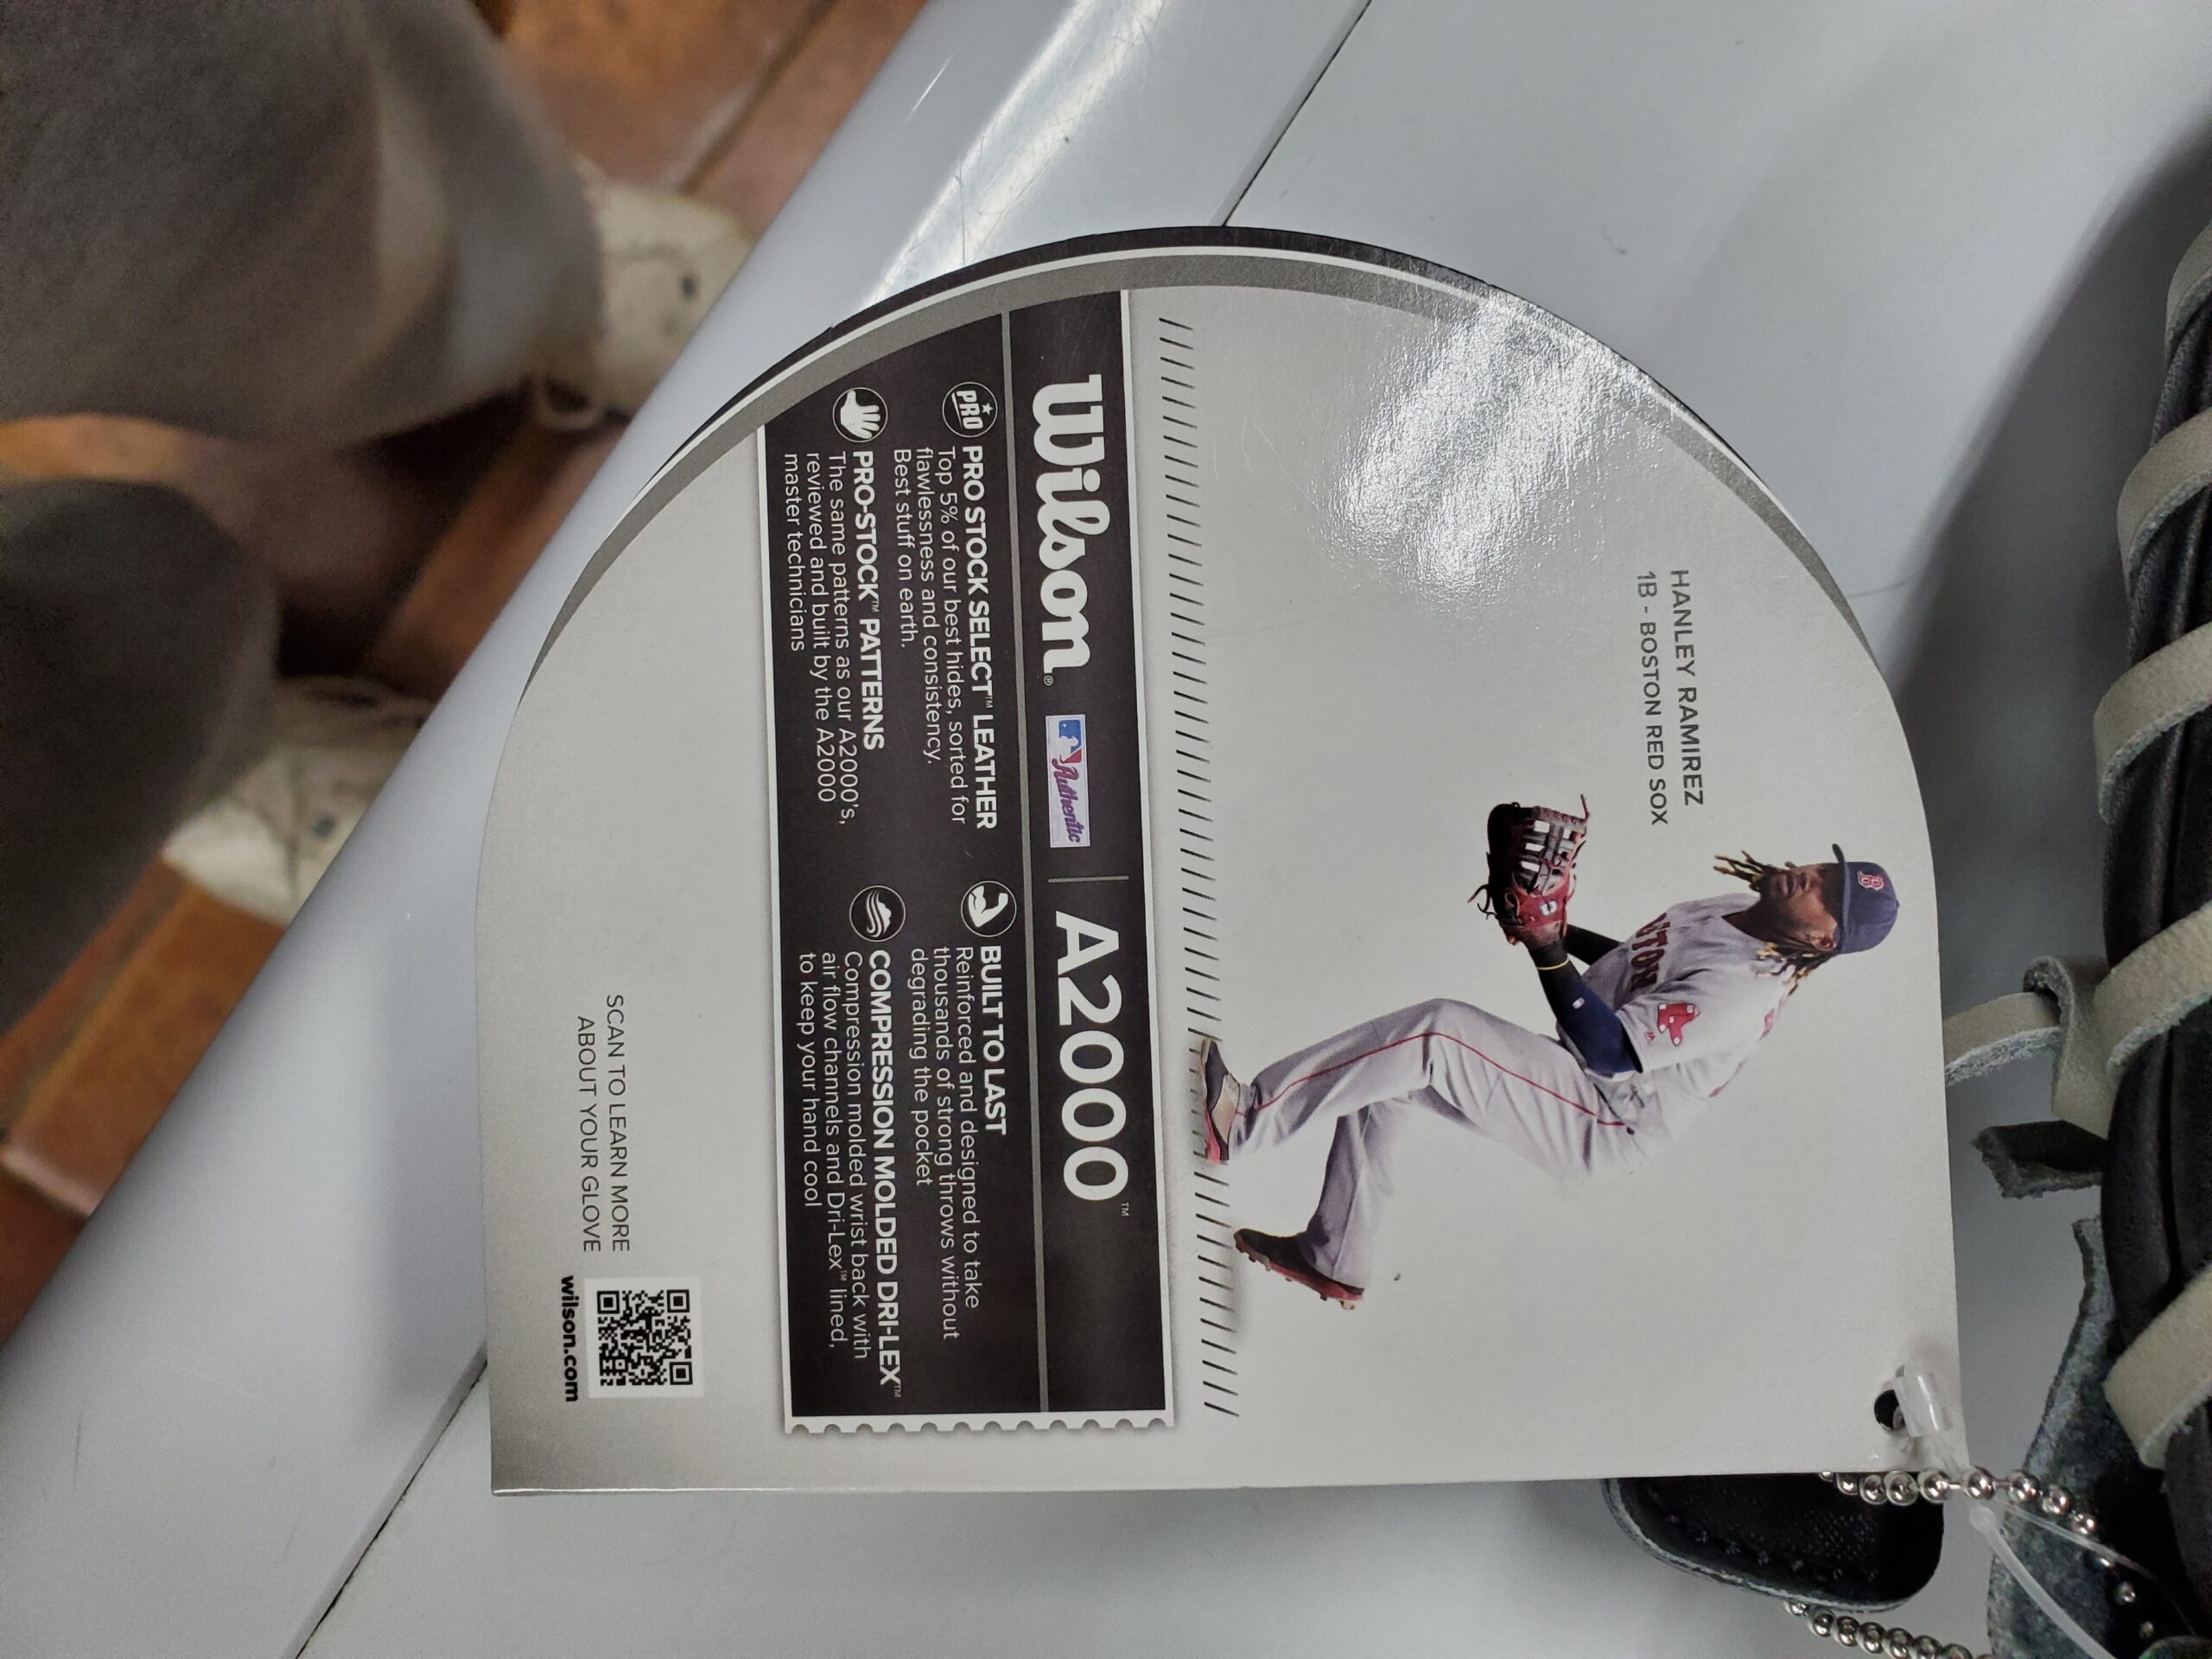 HANLEY RAMIREZ
1B - BOSTON RED SOX
B
STON
Wilson® Authentic | A2000™
PRO
PRO STOCK SELECT™ LEATHER
Top 5% of our best hides, sorted for
flawlessness and consistency.
Best stuff on earth.
PRO-STOCK™ PATTERNS
The same patterns as our A2000's,
reviewed and built by the A2000
master technicians
BUILT TO LAST
Reinforced and designed to take
thousands of strong throws without
degrading the pocket
COMPRESSION MOLDED DRI-LEX™
Compression molded wrist back with
air flow channels and Dri-Lex™ lined,
to keep your hand cool
SCAN TO LEARN MORE
ABOUT YOUR GLOVE
wilson.com